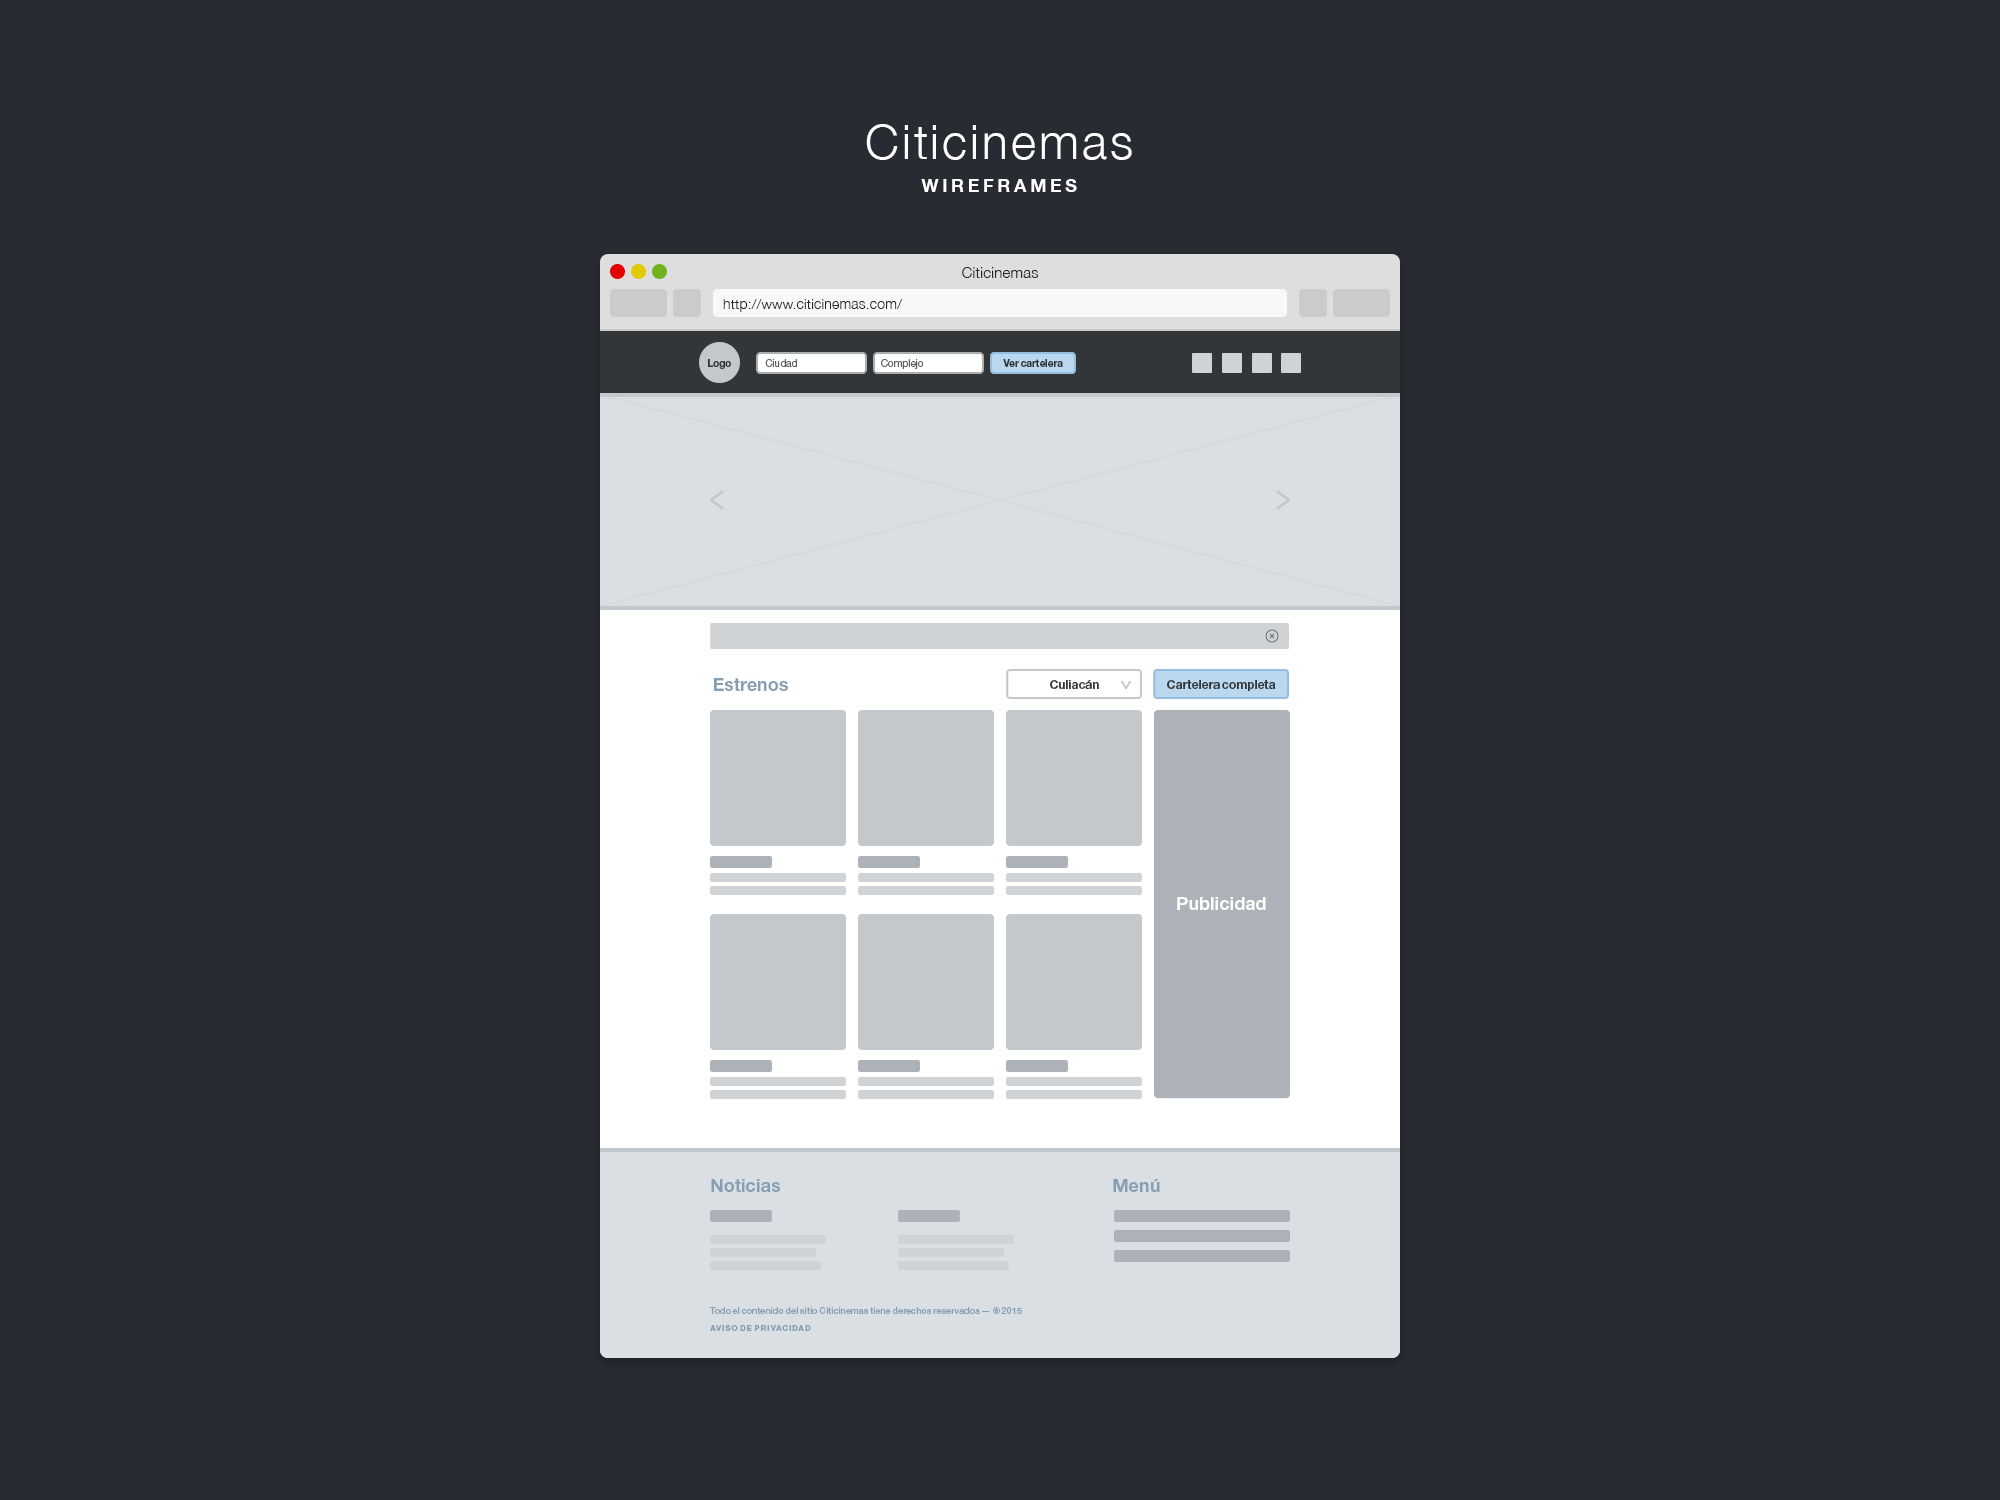 Citicinemas
WIREFRAMES
Citicinemas
http://www.citicinemas.com/
Logo
Ciudad
Complejo
Ver cartelera
Estrenos
Culiacán
Cartelera completa
Publicidad
Noticias
Menú
Todo el contenido del sitio Citicinemas tiene derechos reservados — ® 2015
AVISO DE PRIVACIDAD